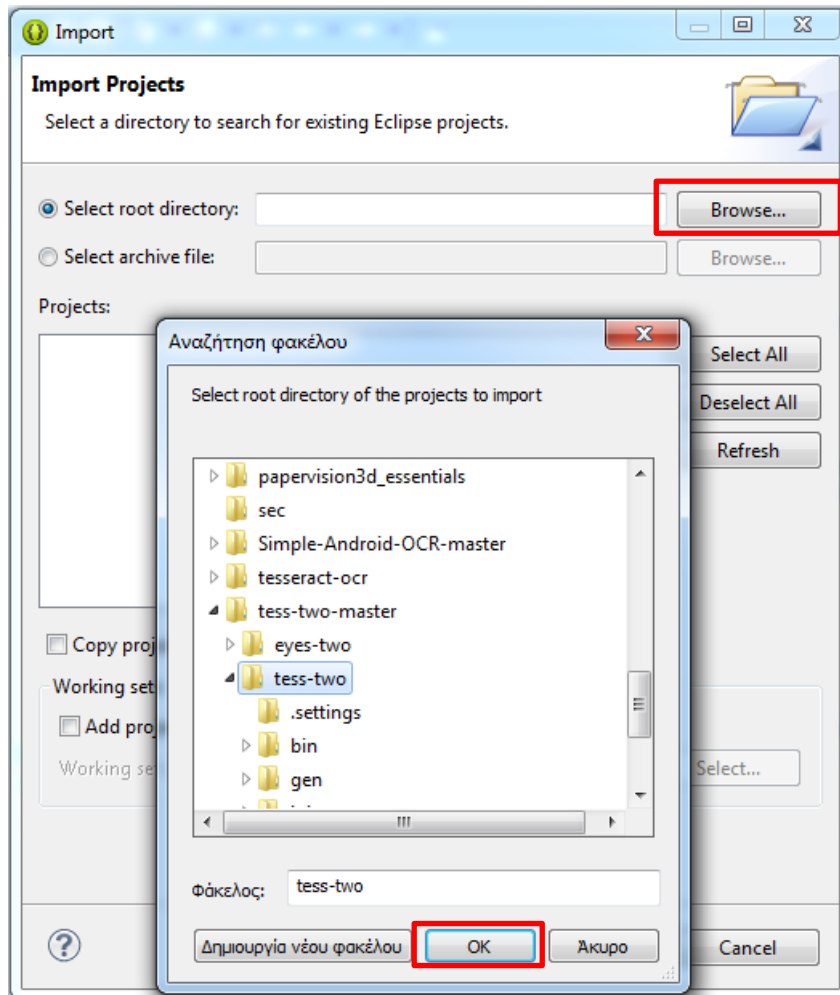 Import
Import Projects
Select a directory to search for existing Eclipse projects.
Select root directory:
Browse...
Select archive file:
Browse...
Projects:
Αναζήτηση φακέλου
Select All
Select root directory of the projects to import
Deselect All
Refresh
papervision3d_essentials
sec
Simple-Android-OCR-master
tesseract-ocr
tess-two-master
eyes-two
Copy proj
tess-two
Working set
.settings
Add proj
bin
Working se
Select...
gen
Φάκελος: tess-two
Δημιουργία νέου φακέλου
OK
Άκυρο
Cancel